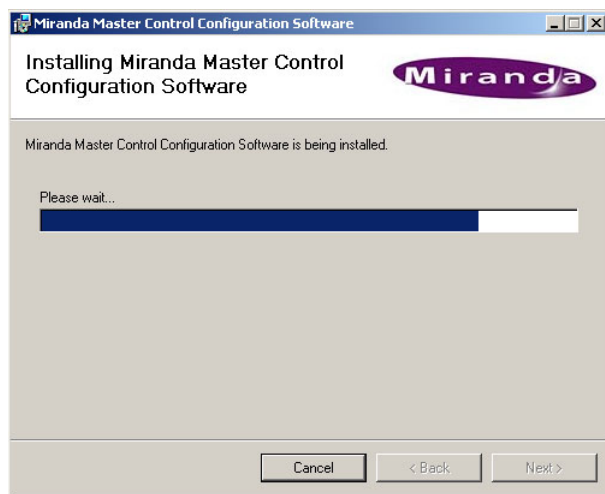 Miranda Master Control Configuration Software
Installing Miranda Master Control
Configuration Software
Miranda
Miranda Master Control Configuration Software is being installed.
Please wait...
Cancel
< Back
Next >